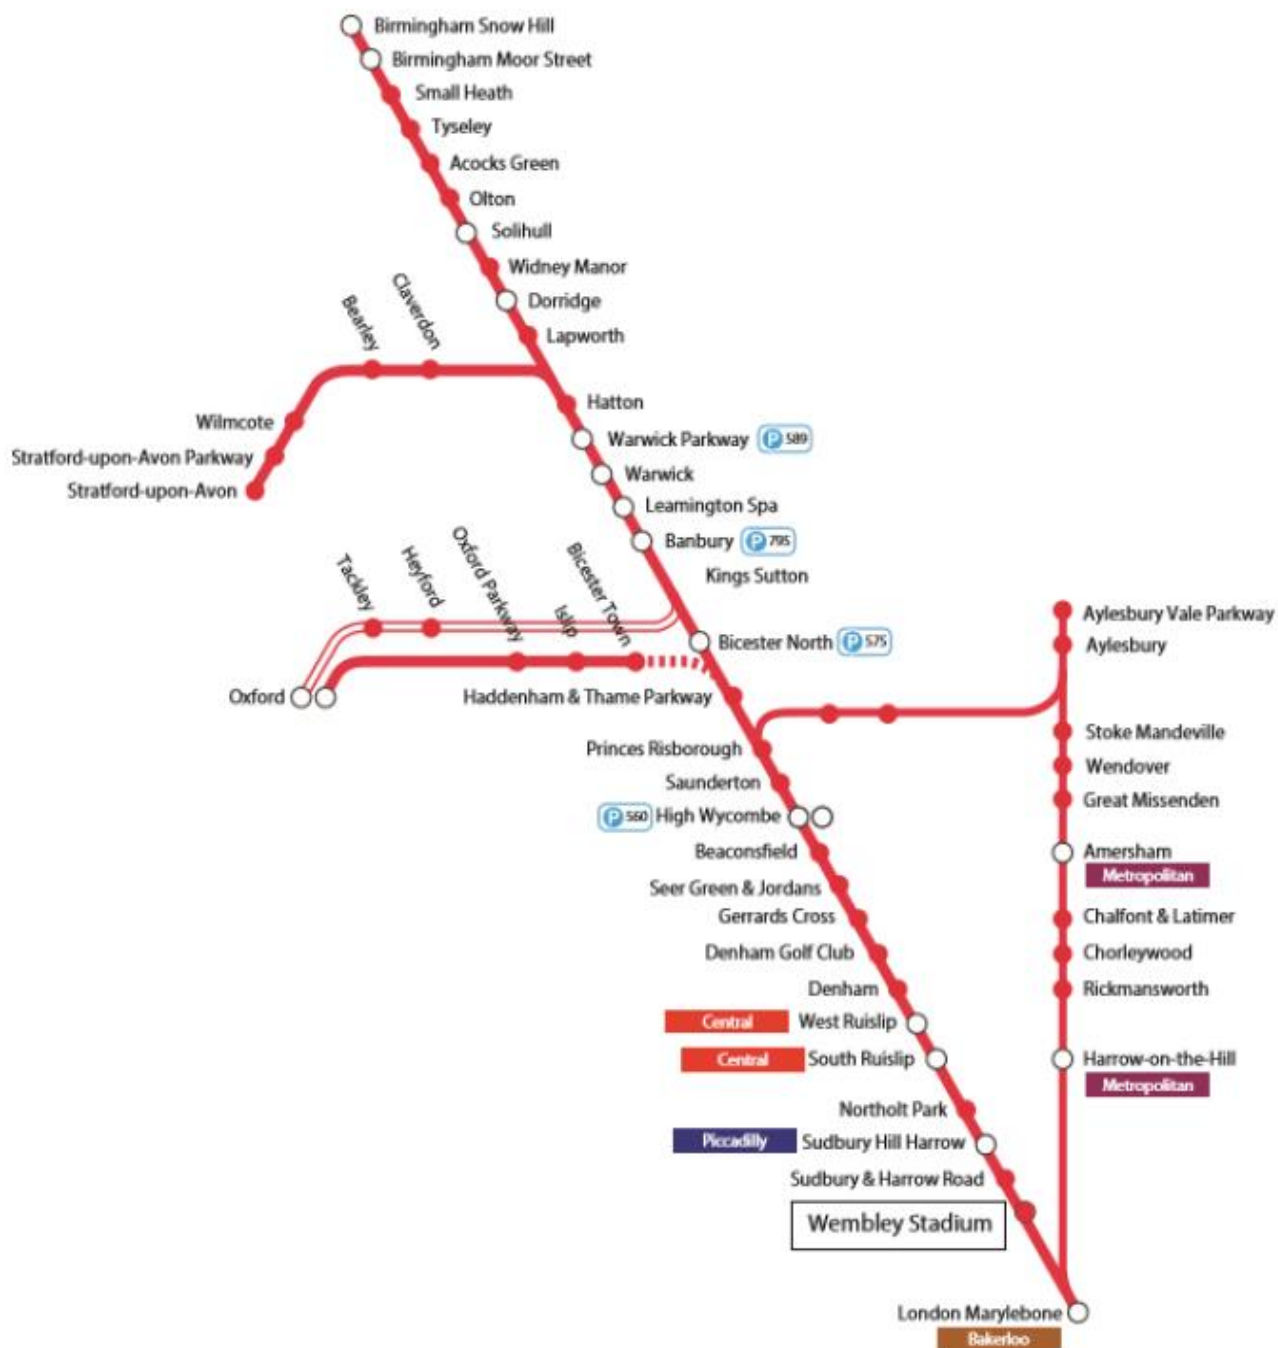 Birmingham Snow Hill
Birmingham Moor Street
Small Heath
Tyseley
Acocks Green
Olton
Solihull
Widney Manor
Dorridge
Lapworth
Claverdon
Bearley
Wilmcote
Stratford-upon-Avon Parkway
Stratford-upon-Avon
Hatton
Warwick Parkway P 589
Warwick
Leamington Spa
Banbury P 795
Kings Sutton
Tackley
Heyford
Oxford Parkway
Islip
Bicester Town
Oxford
Bicester North P 575
Haddenham & Thame Parkway
Princes Risborough
Saunderton
P 560 High Wycombe
Beaconsfield
Seer Green & Jordans
Gerrards Cross
Denham Golf Club
Denham
Central West Ruislip
Central South Ruislip
Northolt Park
Piccadilly Sudbury Hill Harrow
Sudbury & Harrow Road
Wembley Stadium
Aylesbury Vale Parkway
Aylesbury
Stoke Mandeville
Wendover
Great Missenden
Amersham
Metropolitan
Chalfont & Latimer
Chorleywood
Rickmansworth
Harrow-on-the-Hill
Metropolitan
London Marylebone
Bakerloo